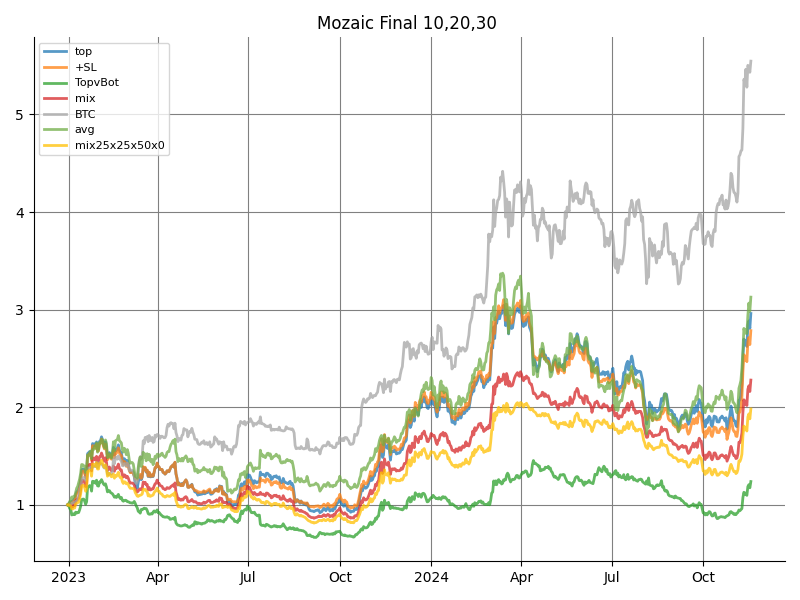 Mozaic Final 10,20,30
top
+SL
TopvBot
mix
BTC
avg
mix25x25x50x0
5
4
3
2
1
2023 Apr Jul Oct 2024 Apr Jul Oct